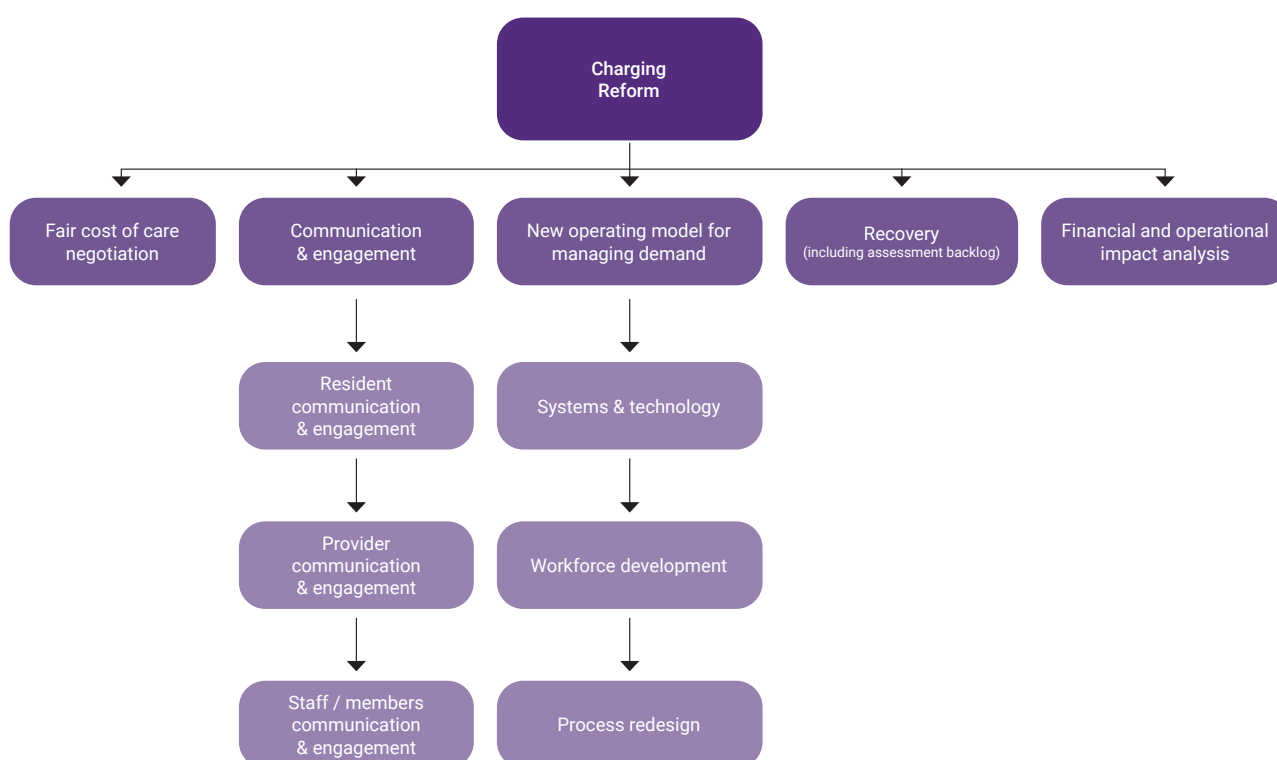 Charging
Reform
Fair cost of care
negotiation
Communication
& engagement
New operating model for
managing demand
Recovery
(including assessment backlog)
Financial and operational
impact analysis
Resident
communication
& engagement
Systems & technology
Provider
communication
& engagement
Workforce development
Staff / members
communication
& engagement
Process redesign